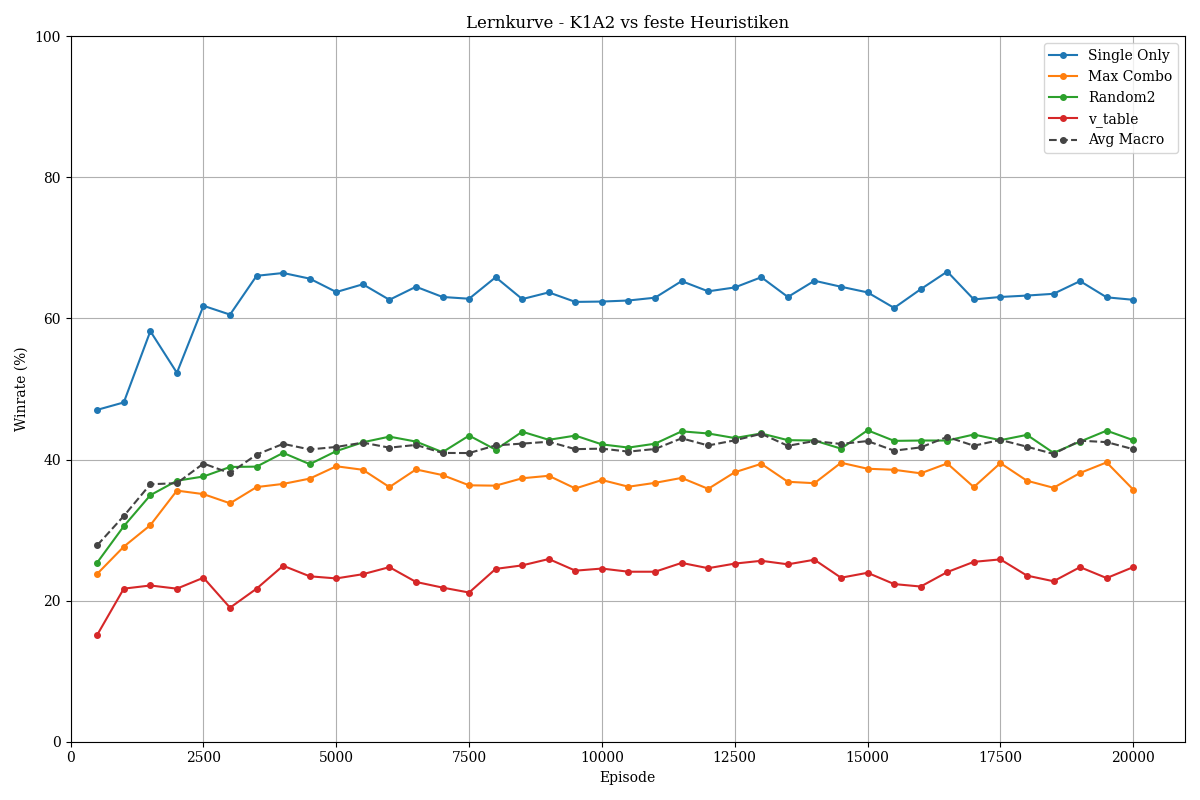 Lernkurve - K1A2 vs feste Heuristiken
100
80
60
40
20
0
Winrate (%)
Single Only
Max Combo
Random2
v_table
Avg Macro
0 2500 5000 7500 10000 12500 15000 17500 20000
Episode